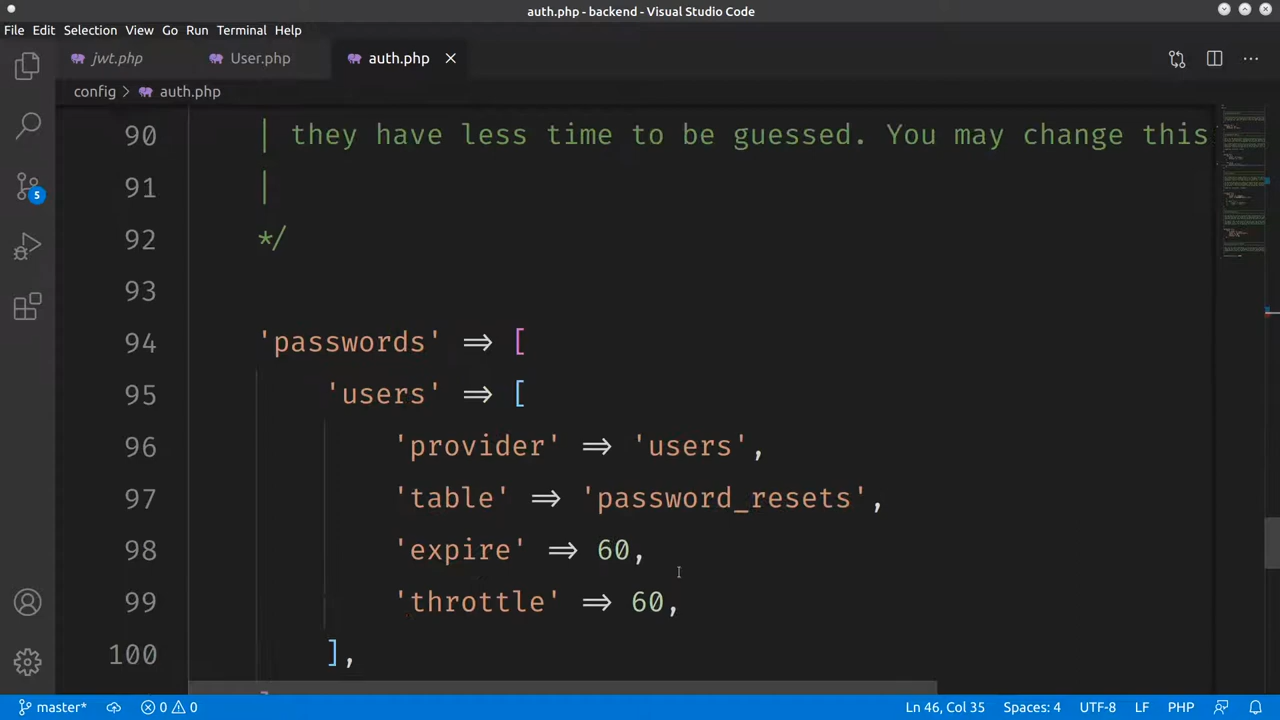 auth.php - backend - Visual Studio Code
File Edit Selection View Go Run Terminal Help
jwt.php User.php auth.php
config > auth.php
90 | they have less time to be guessed. You may change this
91 |
92 */
93
94 'passwords' => [
95 'users' => [
96 'provider' => 'users',
97 'table' => 'password_resets',
98 'expire' => 60,
99 'throttle' => 60,
100 ],
5
master* 0 0 Ln 46, Col 35 Spaces: 4 UTF-8 LF PHP